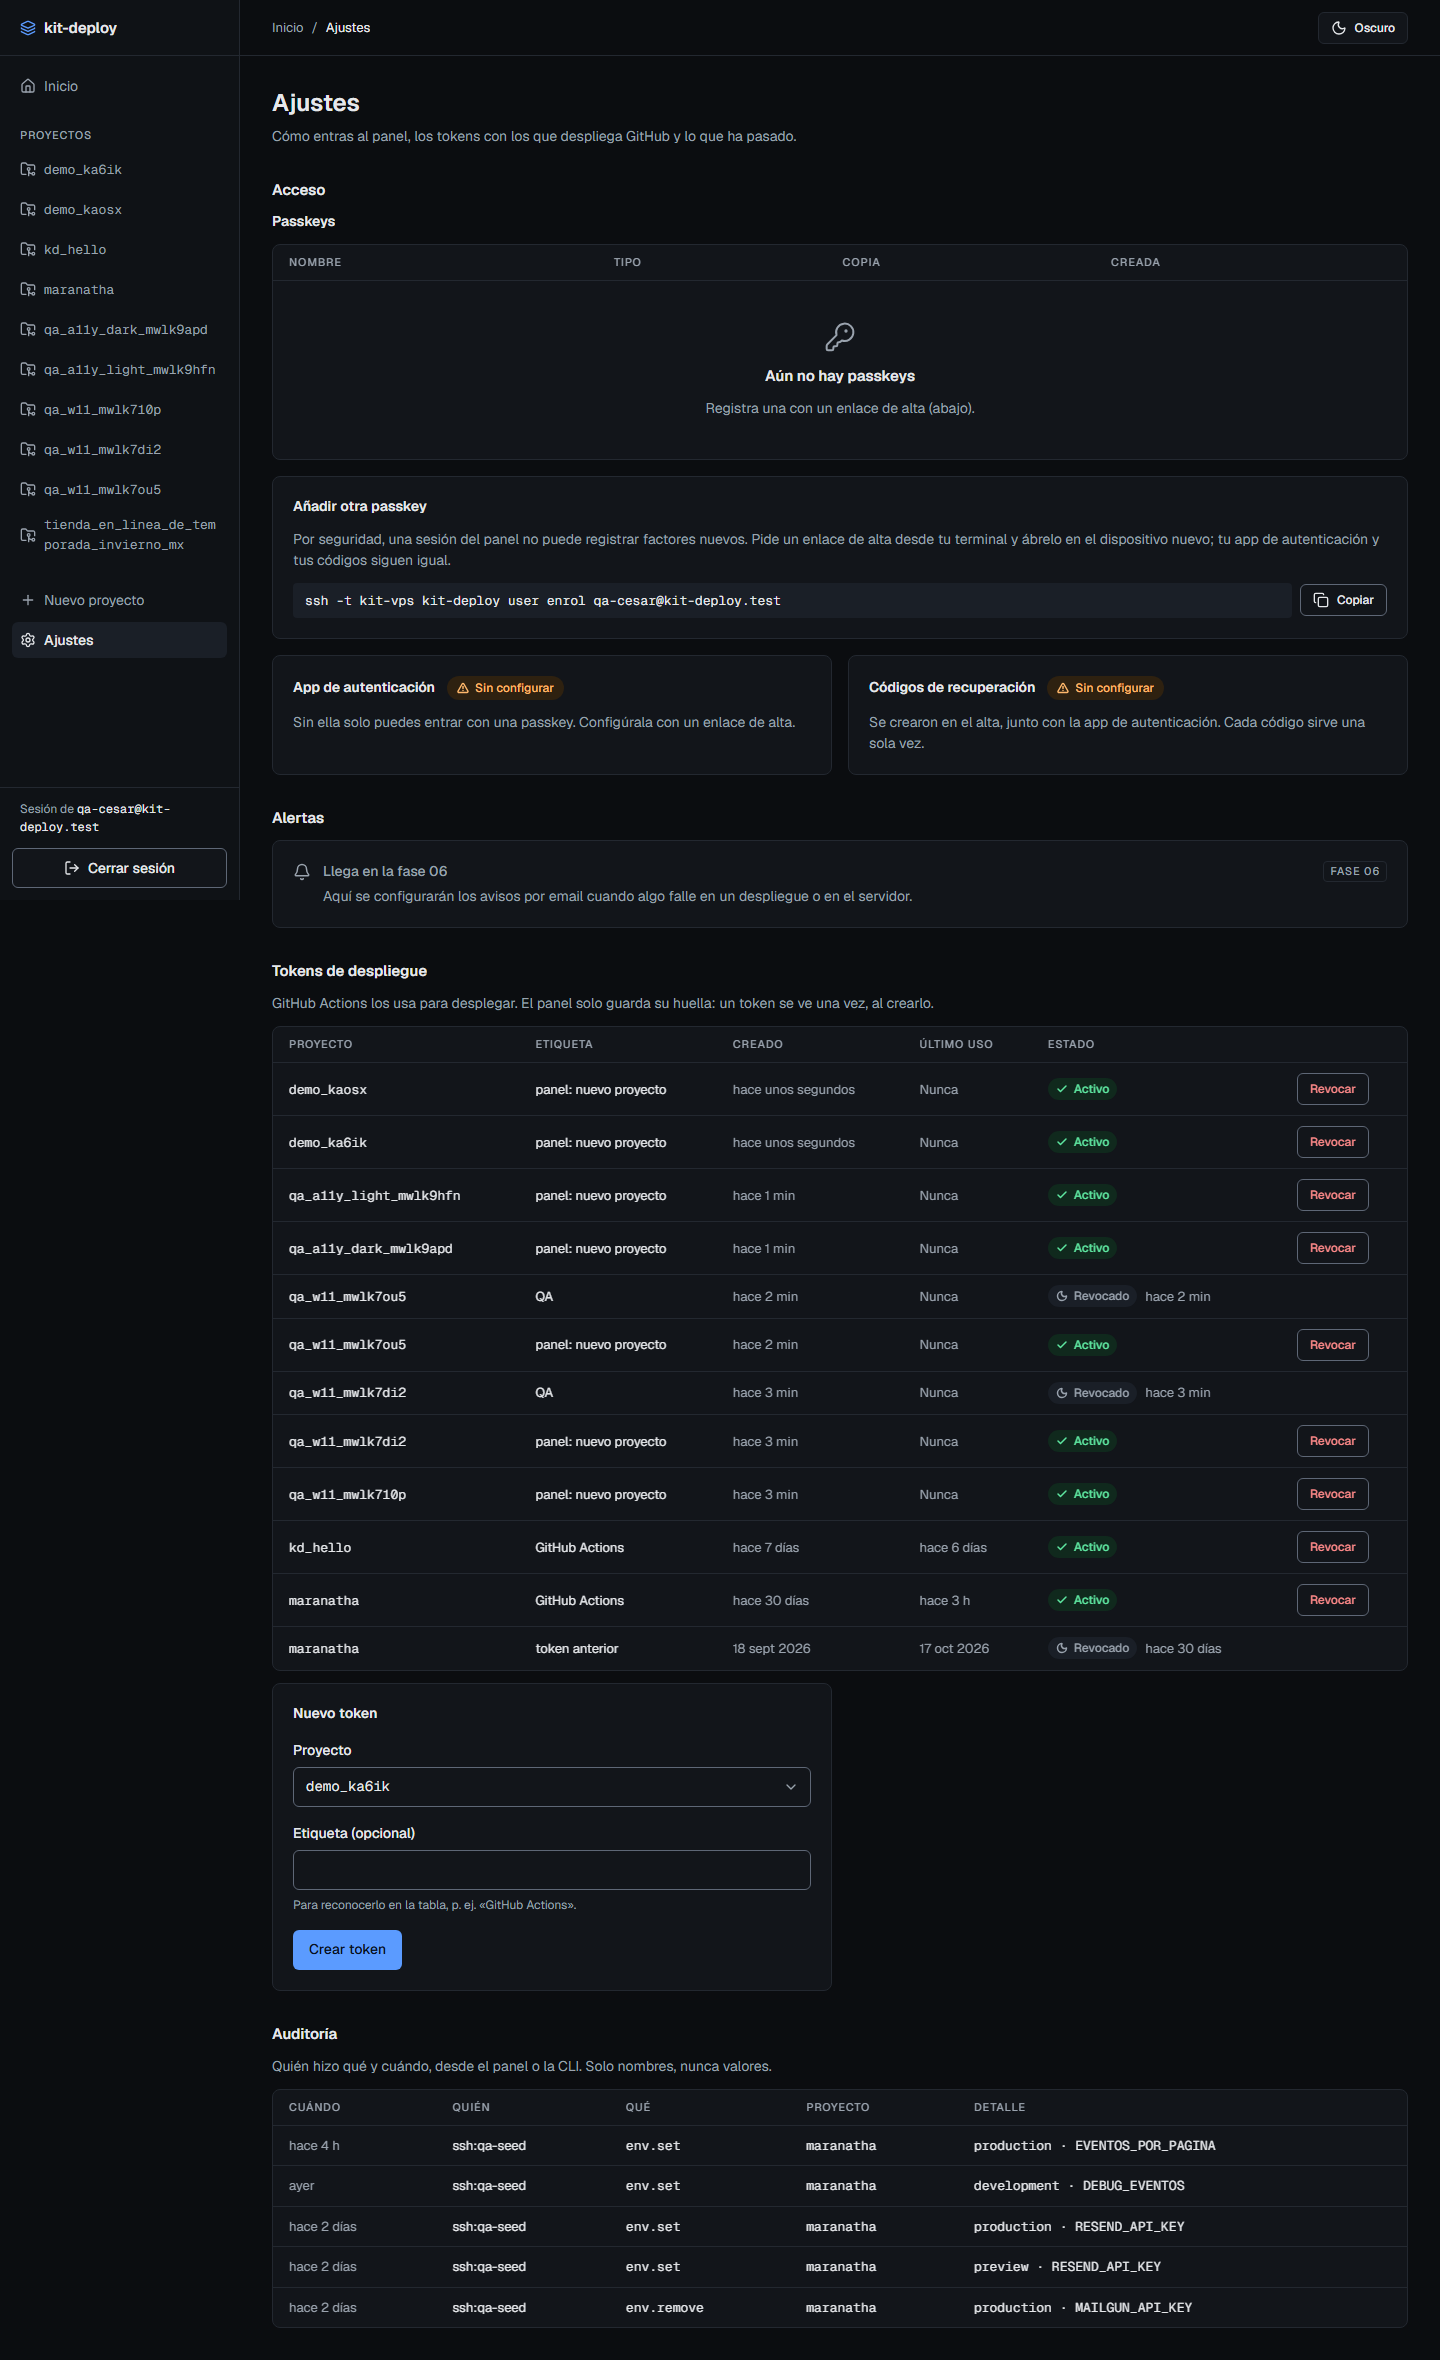 kit-deploy
Inicio
PROYECTOS
demo_ka6ik
demo_kaosx
kd_hello
maranatha
qa_a11y_dark_mwlk9apd
qa_a11y_light_mwlk9hfn
qa_w11_mwlk710p
qa_w11_mwlk7di2
qa_w11_mwlk7ou5
tienda_en_linea_de_tem
porada_invierno_mx
Nuevo proyecto
Ajustes
Sesión de qa-cesar@kit-
deploy.test
Cerrar sesión
Inicio / Ajustes
Oscuro
Ajustes
Cómo entras al panel, los tokens con los que despliega GitHub y lo que ha pasado.
Acceso
Passkeys
NOMBRE TIPO COPIA CREADA
Aún no hay passkeys
Registra una con un enlace de alta (abajo).
Añadir otra passkey
Por seguridad, una sesión del panel no puede registrar factores nuevos. Pide un enlace de alta desde tu terminal y ábrelo en el dispositivo nuevo; tu app de autenticación y
tus códigos siguen igual.
ssh -t kit-vps kit-deploy user enrol qa-cesar@kit-deploy.test
Copiar
App de autenticación Sin configurar
Sin ella solo puedes entrar con una passkey. Configúrala con un enlace de alta.
Códigos de recuperación Sin configurar
Se crearon en el alta, junto con la app de autenticación. Cada código sirve una
sola vez.
Alertas
Llega en la fase 06
FASE 06
Aquí se configurarán los avisos por email cuando algo falle en un despliegue o en el servidor.
Tokens de despliegue
GitHub Actions los usa para desplegar. El panel solo guarda su huella: un token se ve una vez, al crearlo.
PROYECTO ETIQUETA CREADO ÚLTIMO USO ESTADO
demo_kaosx panel: nuevo proyecto hace unos segundos Nunca Activo Revocar
demo_ka6ik panel: nuevo proyecto hace unos segundos Nunca Activo Revocar
qa_a11y_light_mwlk9hfn panel: nuevo proyecto hace 1 min Nunca Activo Revocar
qa_a11y_dark_mwlk9apd panel: nuevo proyecto hace 1 min Nunca Activo Revocar
qa_w11_mwlk7ou5 QA hace 2 min Nunca Revocado hace 2 min
qa_w11_mwlk7ou5 panel: nuevo proyecto hace 2 min Nunca Activo Revocar
qa_w11_mwlk7di2 QA hace 3 min Nunca Revocado hace 3 min
qa_w11_mwlk7di2 panel: nuevo proyecto hace 3 min Nunca Activo Revocar
qa_w11_mwlk710p panel: nuevo proyecto hace 3 min Nunca Activo Revocar
kd_hello GitHub Actions hace 7 días hace 6 días Activo Revocar
maranatha GitHub Actions hace 30 días hace 3 h Activo Revocar
maranatha token anterior 18 sept 2026 17 oct 2026 Revocado hace 30 días
Nuevo token
Proyecto
demo_ka6ik
Etiqueta (opcional)
Para reconocerlo en la tabla, p. ej. «GitHub Actions».
Crear token
Auditoría
Quién hizo qué y cuándo, desde el panel o la CLI. Solo nombres, nunca valores.
CUÁNDO QUIÉN QUÉ PROYECTO DETALLE
hace 4 h ssh:qa-seed env.set maranatha production · EVENTOS_POR_PAGINA
ayer ssh:qa-seed env.set maranatha development · DEBUG_EVENTOS
hace 2 días ssh:qa-seed env.set maranatha production · RESEND_API_KEY
hace 2 días ssh:qa-seed env.set maranatha preview · RESEND_API_KEY
hace 2 días ssh:qa-seed env.remove maranatha production · MAILGUN_API_KEY